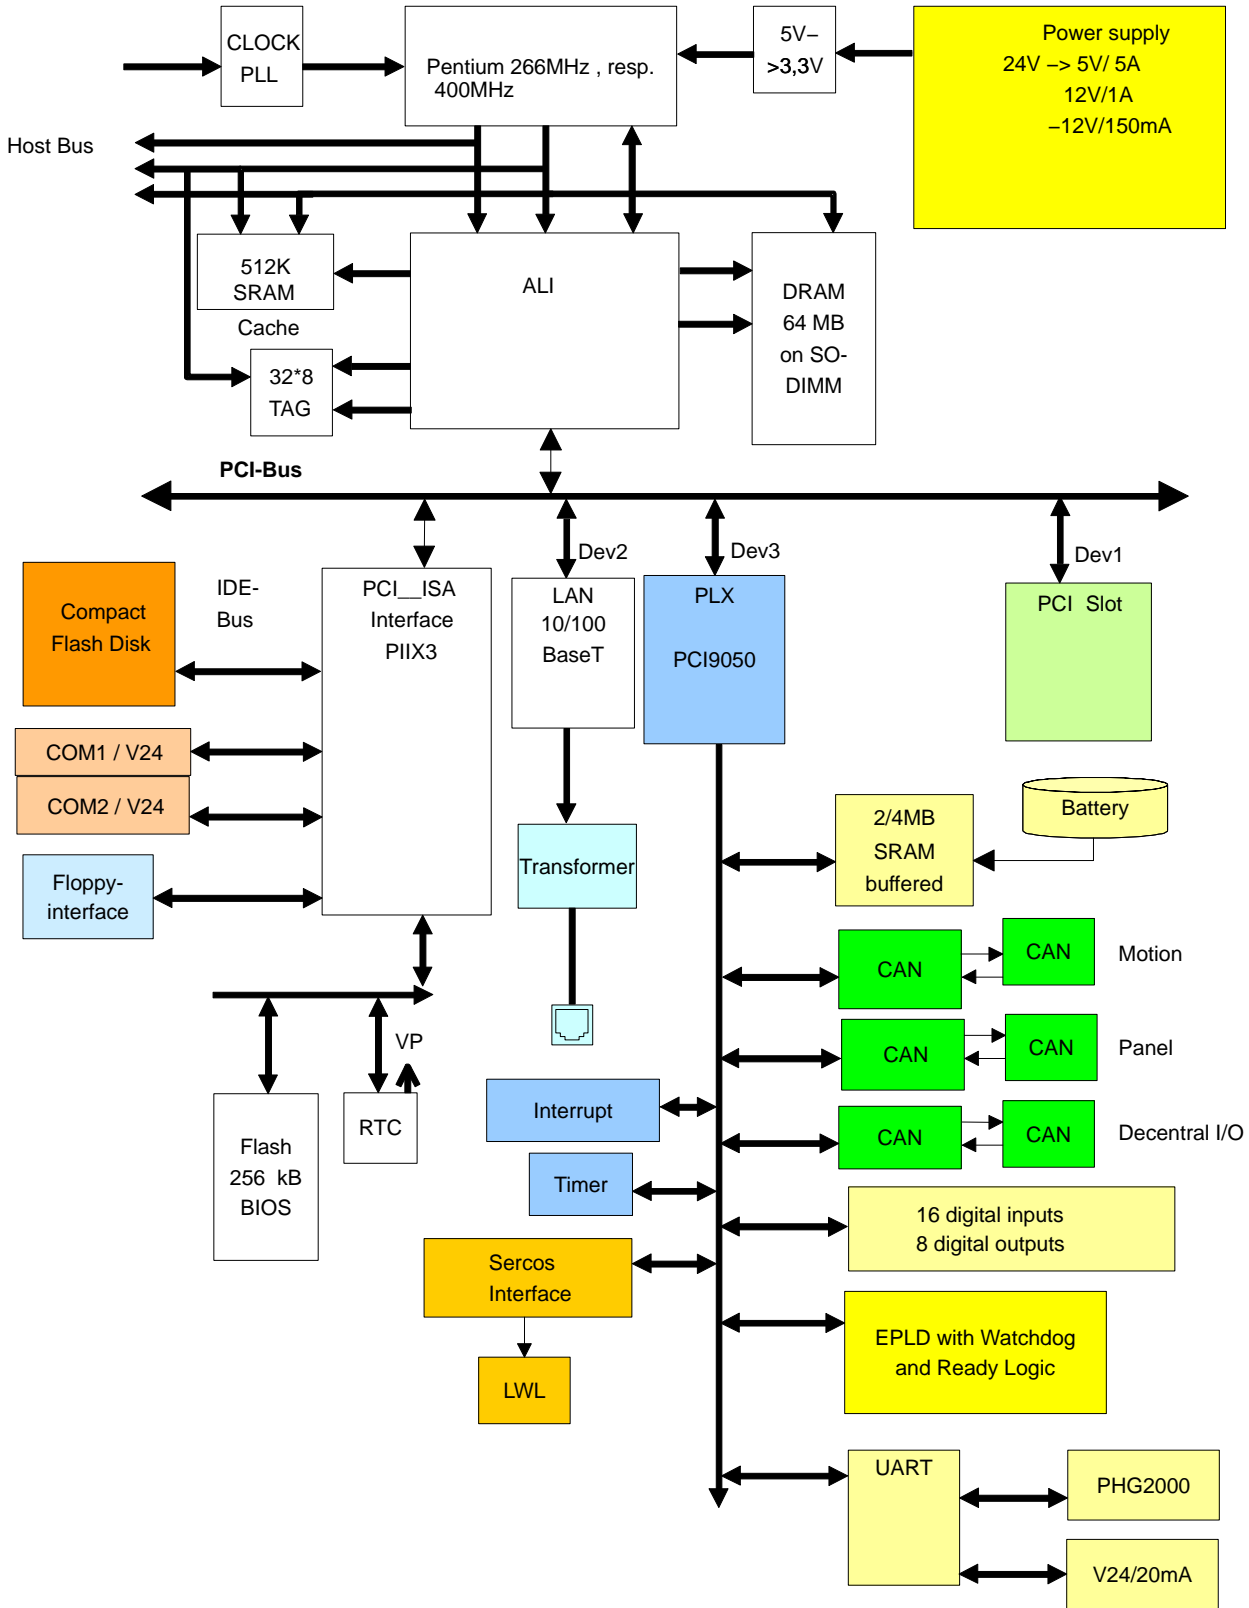 CLOCK
PLL
Pentium 266MHz , resp.
400MHz
5V–
>3,3V
Power supply
24V –> 5V/ 5A
12V/1A
–12V/150mA
Host Bus
512K
SRAM
Cache
32*8
TAG
ALI
DRAM
64 MB
on SO-
DIMM
PCI-Bus
Dev2
Dev3
Dev1
Compact
Flash Disk
IDE-
Bus
PCI__ISA
Interface
PIIX3
LAN
10/100
BaseT
PLX
PCI9050
PCI Slot
COM1 / V24
COM2 / V24
Floppy-
interface
Transformer
2/4MB
SRAM
buffered
Battery
CAN
CAN
Motion
CAN
CAN
Panel
CAN
CAN
Decentral I/O
VP
RTC
Flash
256 kB
BIOS
Interrupt
Timer
Sercos
Interface
LWL
16 digital inputs
8 digital outputs
EPLD with Watchdog
and Ready Logic
UART
PHG2000
V24/20mA